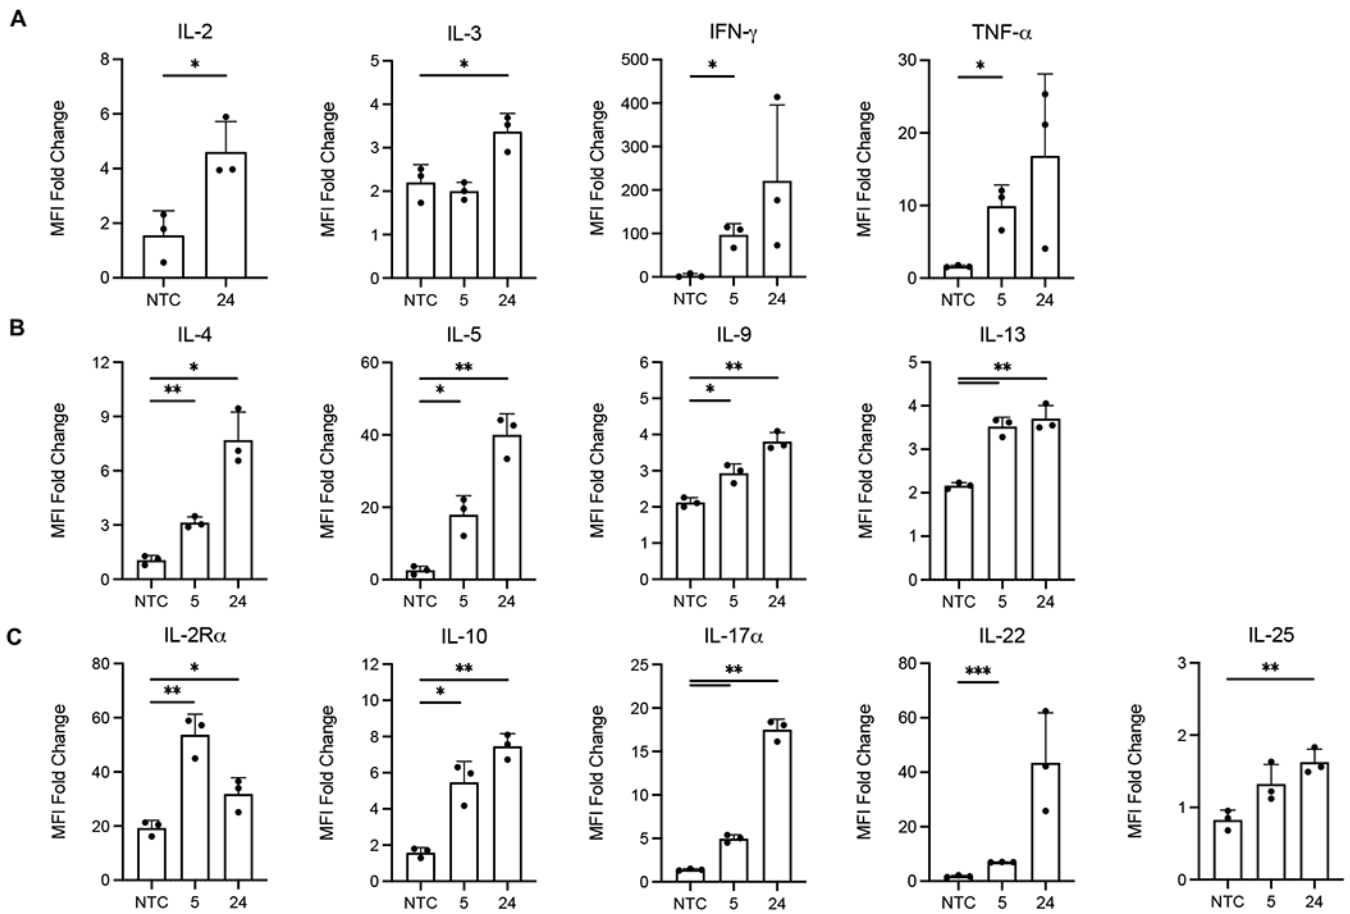 A
IL-2
IL-3
IFN-γ
TNF-α
MFI Fold Change
8
6
4
2
0
*
NTC 24
MFI Fold Change
5
4
3
2
1
0
*
NTC 5 24
MFI Fold Change
500
400
300
200
100
0
*
NTC 5 24
MFI Fold Change
30
20
10
0
*
NTC 5 24
B
IL-4
IL-5
IL-9
IL-13
MFI Fold Change
12
9
6
3
0
*
**
NTC 5 24
MFI Fold Change
60
40
20
0
**
*
NTC 5 24
MFI Fold Change
6
5
4
3
2
1
0
**
*
NTC 5 24
MFI Fold Change
5
4
3
2
1
0
**
NTC 5 24
C
IL-2Rα
IL-10
IL-17α
IL-22
IL-25
MFI Fold Change
80
60
40
20
0
*
**
NTC 5 24
MFI Fold Change
12
10
8
6
4
2
0
**
*
NTC 5 24
MFI Fold Change
25
20
15
10
5
0
**
NTC 5 24
MFI Fold Change
80
60
40
20
0
***
NTC 5 24
MFI Fold Change
3
2
1
0
**
NTC 5 24